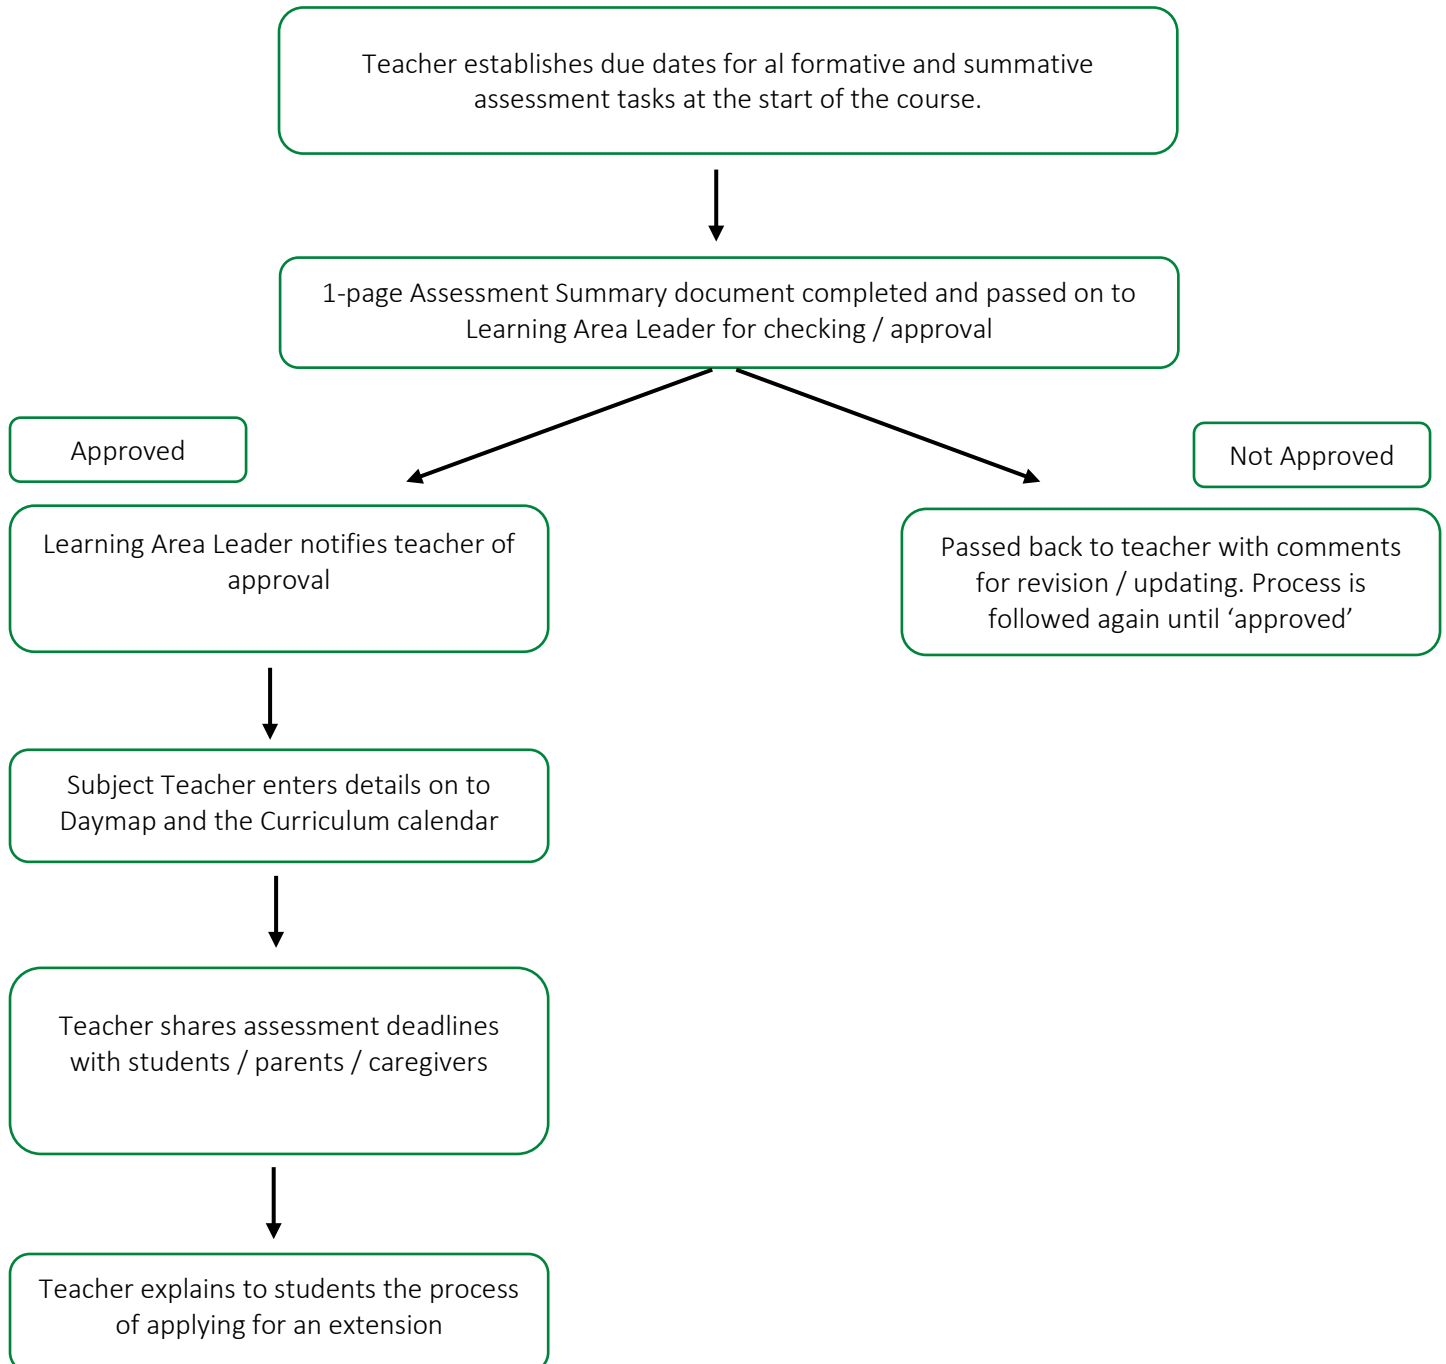 Teacher establishes due dates for al formative and summative
assessment tasks at the start of the course.
1-page Assessment Summary document completed and passed on to
Learning Area Leader for checking / approval
Approved
Not Approved
Learning Area Leader notifies teacher of
approval
Passed back to teacher with comments
for revision / updating. Process is
followed again until ‘approved’
Subject Teacher enters details on to
Daymap and the Curriculum calendar
Teacher shares assessment deadlines
with students / parents / caregivers
Teacher explains to students the process
of applying for an extension